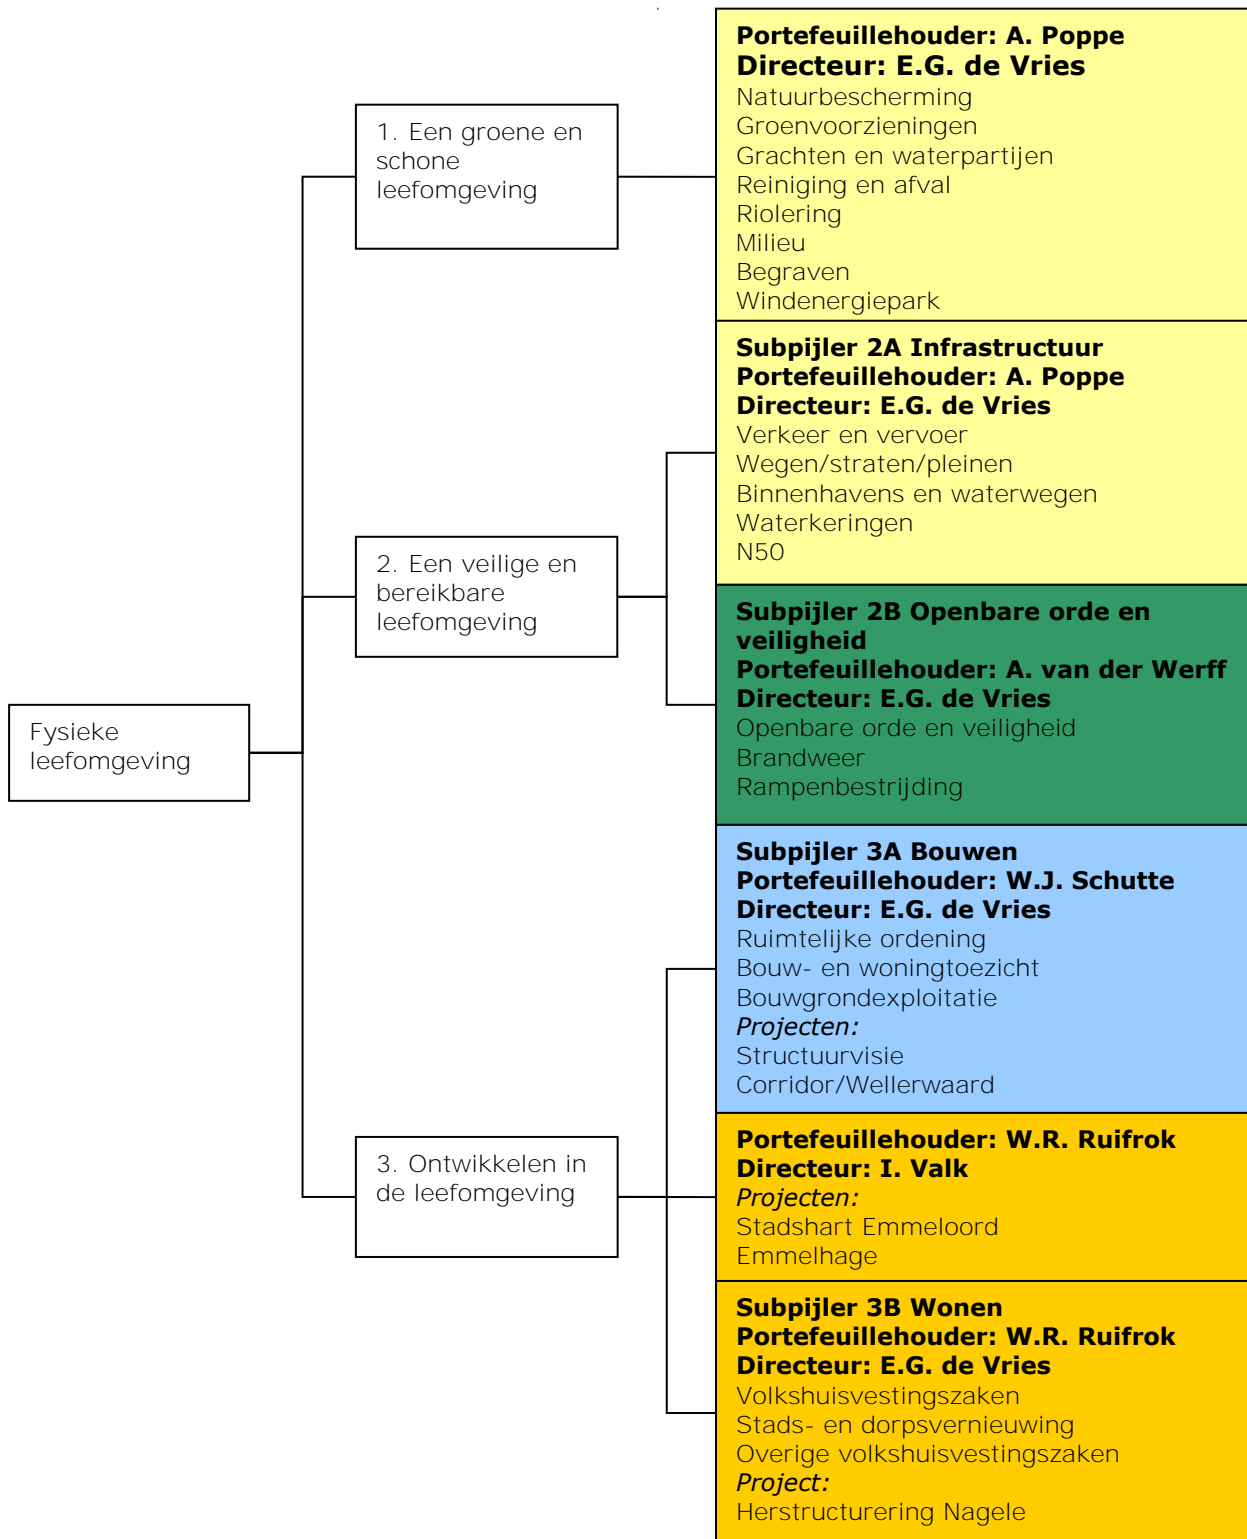 Fysieke
leefomgeving
1. Een groene en
schone
leefomgeving
Portefeuillehouder: A. Poppe
Directeur: E.G. de Vries
Natuurbescherming
Groenvoorzieningen
Grachten en waterpartijen
Reiniging en afval
Riolering
Milieu
Begraven
Windenergiepark
2. Een veilige en
bereikbare
leefomgeving
Subpijler 2A Infrastructuur
Portefeuillehouder: A. Poppe
Directeur: E.G. de Vries
Verkeer en vervoer
Wegen/straten/pleinen
Binnenhavens en waterwegen
Waterkeringen
N50
Subpijler 2B Openbare orde en
veiligheid
Portefeuillehouder: A. van der Werff
Directeur: E.G. de Vries
Openbare orde en veiligheid
Brandweer
Rampenbestrijding
3. Ontwikkelen in
de leefomgeving
Subpijler 3A Bouwen
Portefeuillehouder: W.J. Schutte
Directeur: E.G. de Vries
Ruimtelijke ordening
Bouw- en woningtoezicht
Bouwgrondexploitatie
Projecten:
Structuurvisie
Corridor/Wellerwaard
Portefeuillehouder: W.R. Ruifrok
Directeur: I. Valk
Projecten:
Stadshart Emmeloord
Emmelhage
Subpijler 3B Wonen
Portefeuillehouder: W.R. Ruifrok
Directeur: E.G. de Vries
Volkshuisvestingszaken
Stads- en dorpsvernieuwing
Overige volkshuisvestingszaken
Project:
Herstructurering Nagele